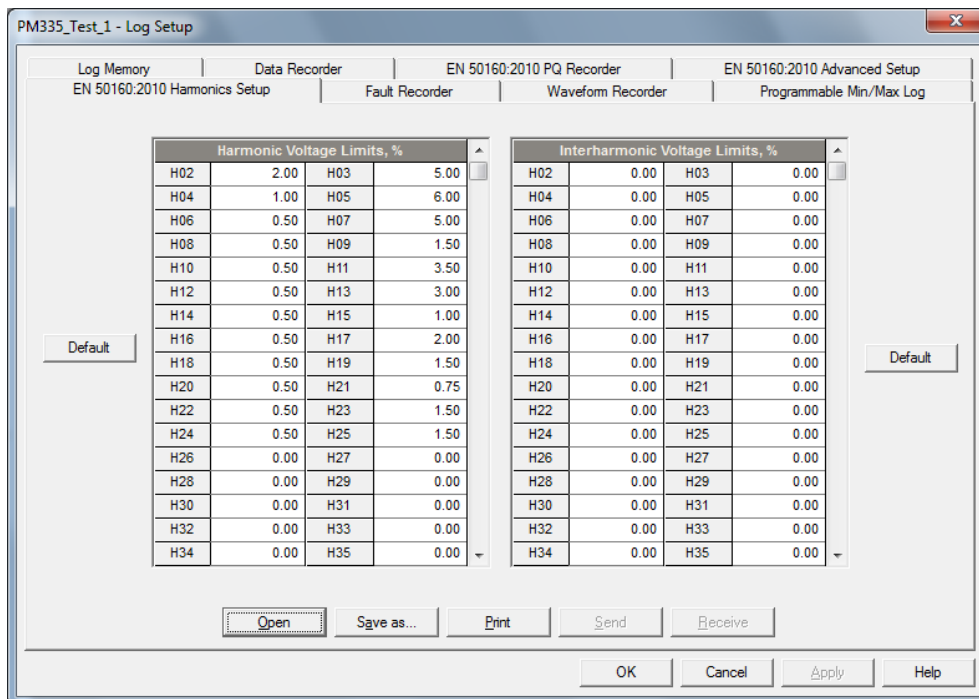 PM335_Test_1 - Log Setup
Log Memory Data Recorder EN 50160:2010 PQ Recorder EN 50160:2010 Advanced Setup
EN 50160:2010 Harmonics Setup Fault Recorder Waveform Recorder Programmable Min/Max Log
Harmonic Voltage Limits, % Interharmonic Voltage Limits, %
H02 2.00 H03 5.00 H02 0.00 H03 0.00
H04 1.00 H05 6.00 H04 0.00 H05 0.00
H06 0.50 H07 5.00 H06 0.00 H07 0.00
H08 0.50 H09 1.50 H08 0.00 H09 0.00
H10 0.50 H11 3.50 H10 0.00 H11 0.00
H12 0.50 H13 3.00 H12 0.00 H13 0.00
H14 0.50 H15 1.00 H14 0.00 H15 0.00
Default H16 0.50 H17 2.00 H16 0.00 H17 0.00
H18 0.50 H19 1.50 H18 0.00 H19 0.00 Default
H20 0.50 H21 0.75 H20 0.00 H21 0.00
H22 0.50 H23 1.50 H22 0.00 H23 0.00
H24 0.50 H25 1.50 H24 0.00 H25 0.00
H26 0.00 H27 0.00 H26 0.00 H27 0.00
H28 0.00 H29 0.00 H28 0.00 H29 0.00
H30 0.00 H31 0.00 H30 0.00 H31 0.00
H32 0.00 H33 0.00 H32 0.00 H33 0.00
H34 0.00 H35 0.00 H34 0.00 H35 0.00
Open Save as... Print Send Receive
OK Cancel Apply Help